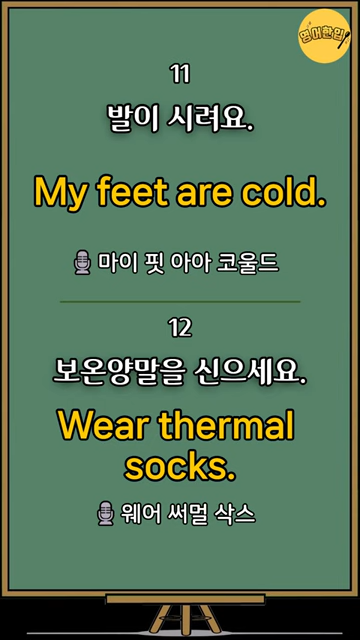 영어한입
11
발이 시려요.
My feet are cold.
마이 핏 아아 코울드
12
보온양말을 신으세요.
Wear thermal
socks.
웨어 써멀 삭스